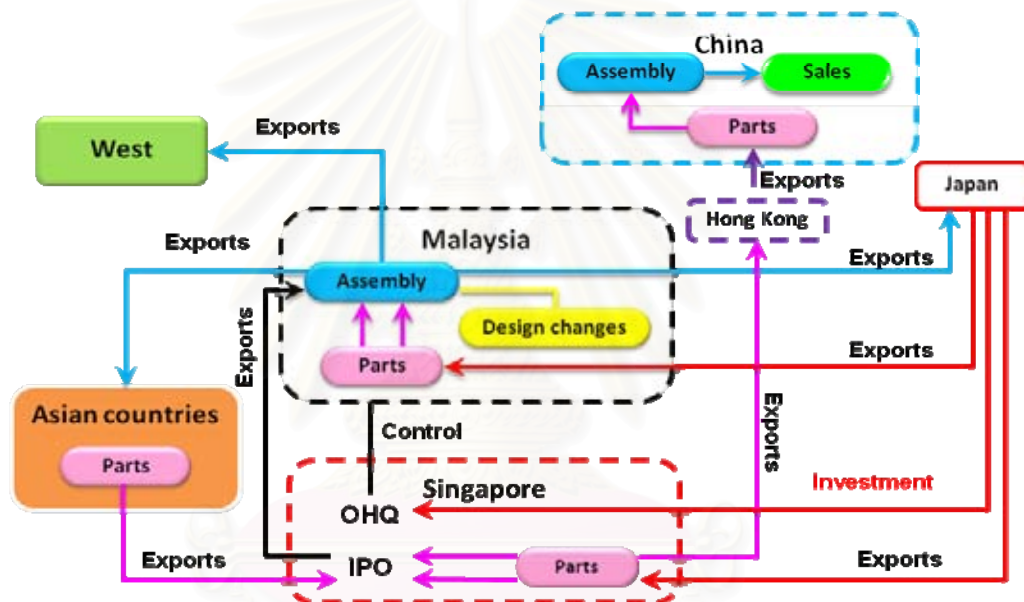 China
Assembly
Sales
Parts
Exports
West
Exports
Japan
Hong Kong
Malaysia
Exports
Assembly
Exports
Design changes
Exports
Parts
Exports
Asian countries
Parts
Control
Exports
Singapore
Investment
OHQ
Exports
IPO
Parts
Exports